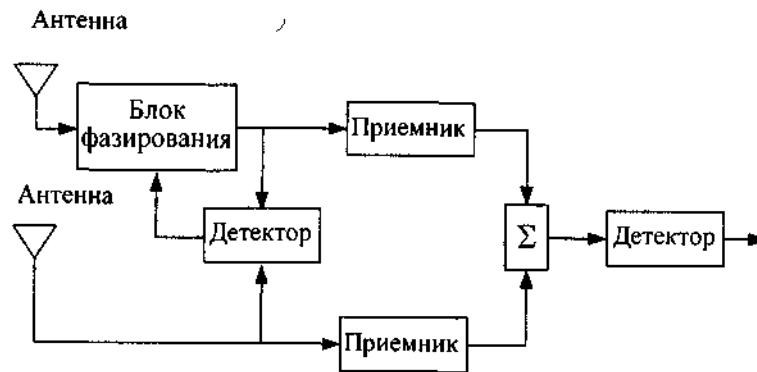 Антенна
Блок
фазирования
Приемник
Антенна
Детектор
Σ
Детектор
Приемник